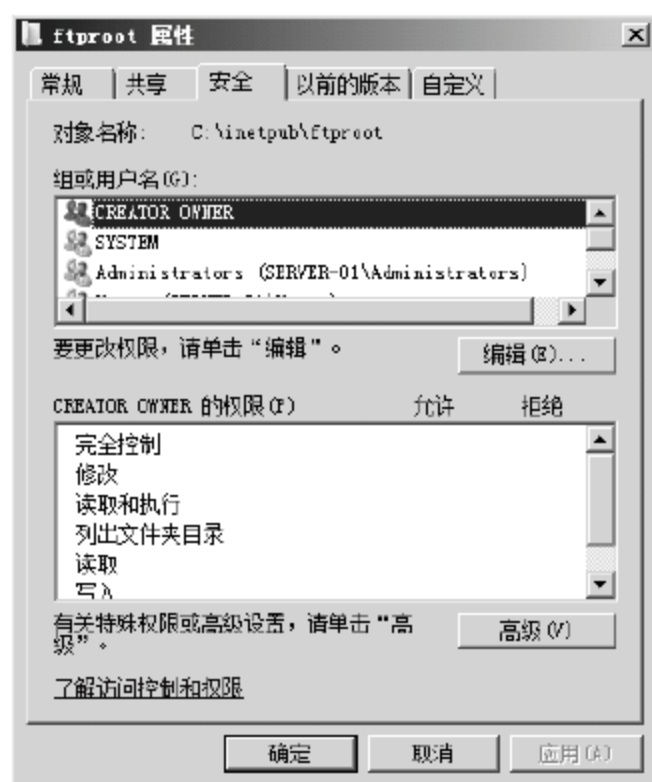 ftproot 属性
常规 共享 安全 以前的版本 自定义
对象名称: C:\inetpub\ftproot
组或用户名(G):
CREATOR OWNER
SYSTEM
Administrators (SERVER-01\Administrators)
要更改权限，请单击“编辑”。 编辑(E)...
CREATOR OWNER 的权限(P) 允许 拒绝
完全控制
修改
读取和执行
列出文件夹目录
读取
写入
有关特殊权限或高级设置，请单击“高
级”。 高级(V)
了解访问控制和权限
确定 取消 应用(A)